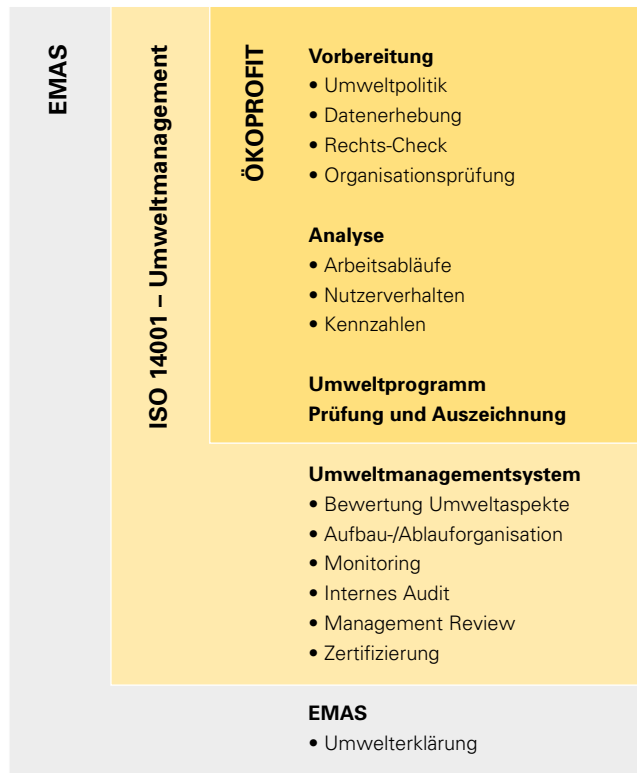 EMAS
ISO 14001 – Umweltmanagement
ÖKOPROFIT
Vorbereitung
• Umweltpolitik
• Datenerhebung
• Rechts-Check
• Organisationsprüfung
Analyse
• Arbeitsabläufe
• Nutzerverhalten
• Kennzahlen
Umweltprogramm
Prüfung und Auszeichnung
Umweltmanagementsystem
• Bewertung Umweltaspekte
• Aufbau-/Ablauforganisation
• Monitoring
• Internes Audit
• Management Review
• Zertifizierung
EMAS
• Umwelterklärung